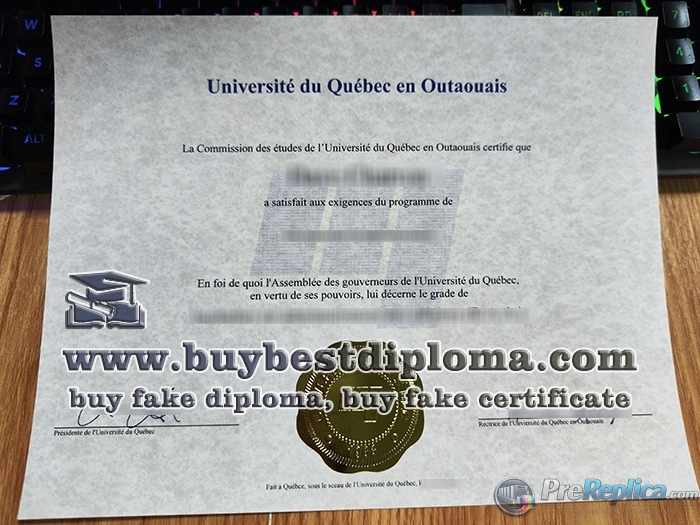 Université du Québec en Outaouais
La Commission des études de l'Université du Québec en Outaouais certifie que
a satisfait aux exigences du programme de
En foi de quoi l'Assemblée des gouverneurs de l'Université du Québec,
en vertu de ses pouvoirs, lui décerne le grade de
www.buybestdiploma.com
buy fake diploma, buy fake certificate
Présidente de l'Université du Québec
Rectrice de l'Université du Québec en Outaouais
Fait à Québec, sous le sceau de l'Université du Québec, l
PreReplica.com
ALT